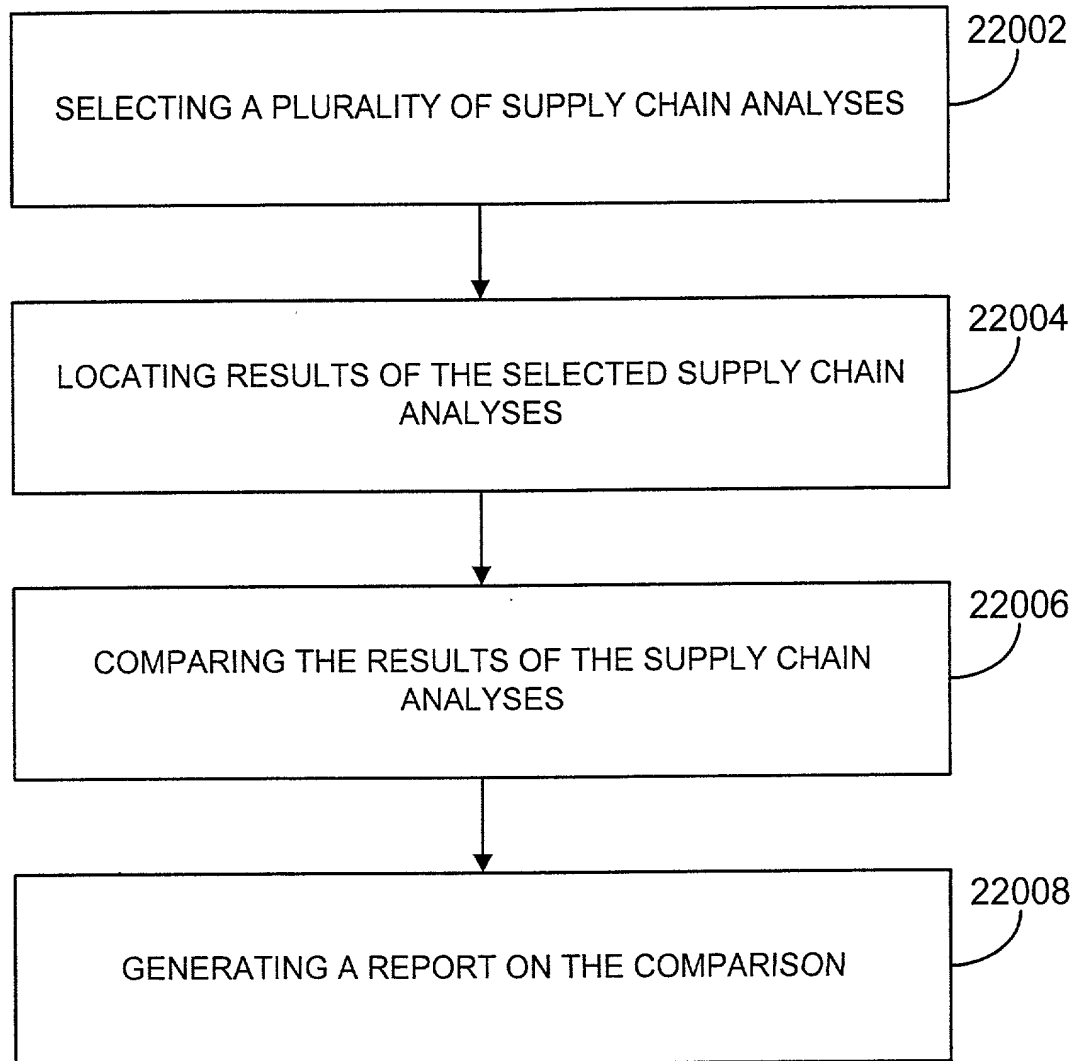 22002
SELECTING A PLURALITY OF SUPPLY CHAIN ANALYSES
22004
LOCATING RESULTS OF THE SELECTED SUPPLY CHAIN
ANALYSES
22006
COMPARING THE RESULTS OF THE SUPPLY CHAIN
ANALYSES
22008
GENERATING A REPORT ON THE COMPARISON